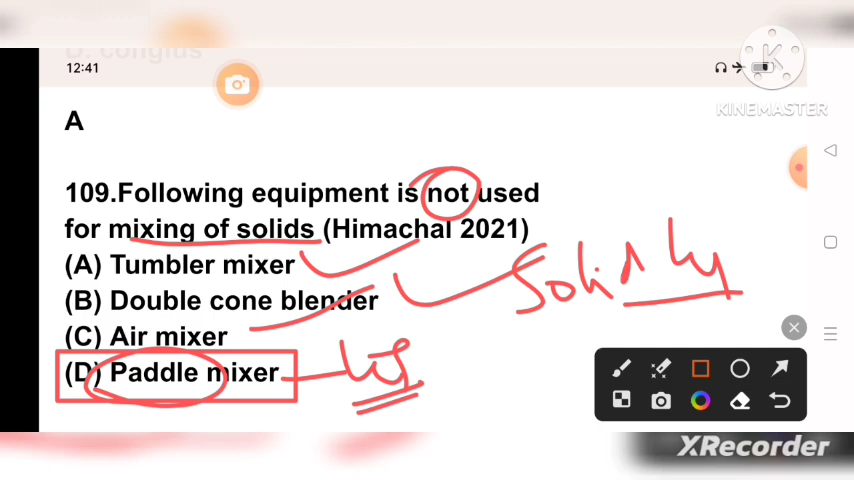 D. congius
12:41
KINEMASTER
A
109.Following equipment is not used
for mixing of solids (Himachal 2021)
(A) Tumbler mixer
(B) Double cone blender
(C) Air mixer
(D) Paddle mixer
XRecorder